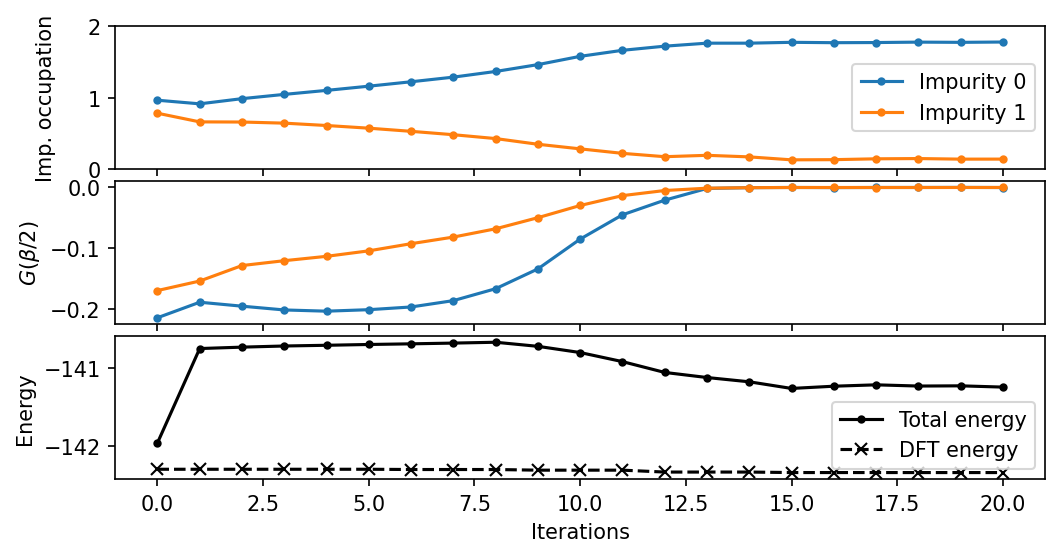 Imp. occupation
2
1
0
Impurity 0
Impurity 1
G(β/2)
0.0
−0.1
−0.2
Energy
−141
−142
Total energy
DFT energy
0.0 2.5 5.0 7.5 10.0 12.5 15.0 17.5 20.0
Iterations